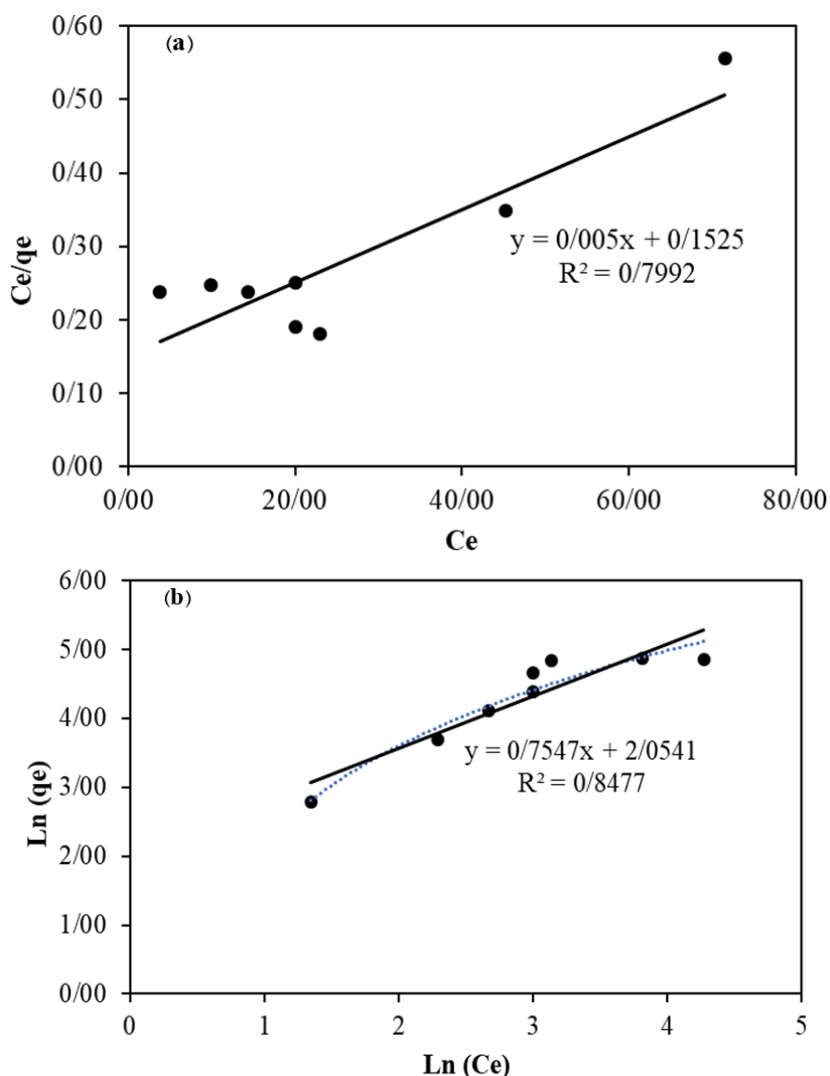 (a)
0/60
0/50
0/40
0/30
0/20
0/10
0/00
Ce/qe
y = 0/005x + 0/1525
R² = 0/7992
0/00 20/00 40/00 60/00 80/00
Ce
(b)
6/00
5/00
4/00
3/00
2/00
1/00
0/00
Ln (qe)
y = 0/7547x + 2/0541
R² = 0/8477
0 1 2 3 4 5
Ln (Ce)